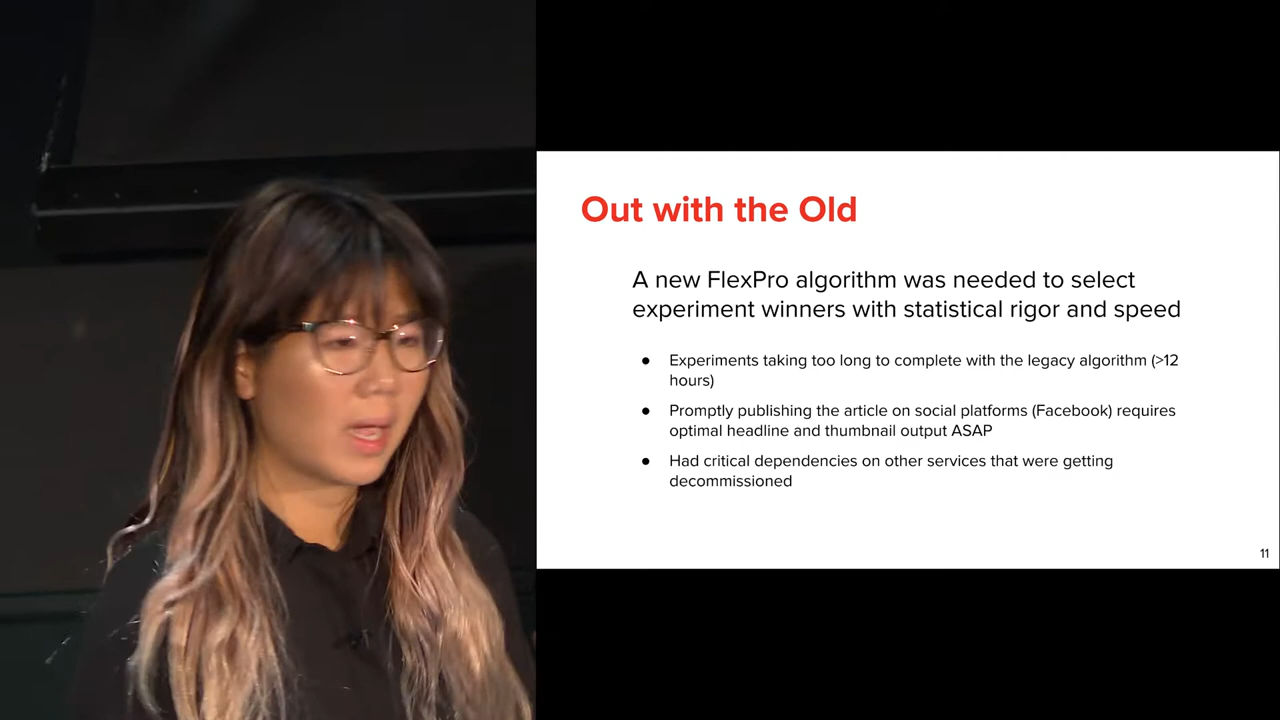 Out with the Old
A new FlexPro algorithm was needed to select
experiment winners with statistical rigor and speed
● Experiments taking too long to complete with the legacy algorithm (>12
hours)
● Promptly publishing the article on social platforms (Facebook) requires
optimal headline and thumbnail output ASAP
● Had critical dependencies on other services that were getting
decommissioned
11